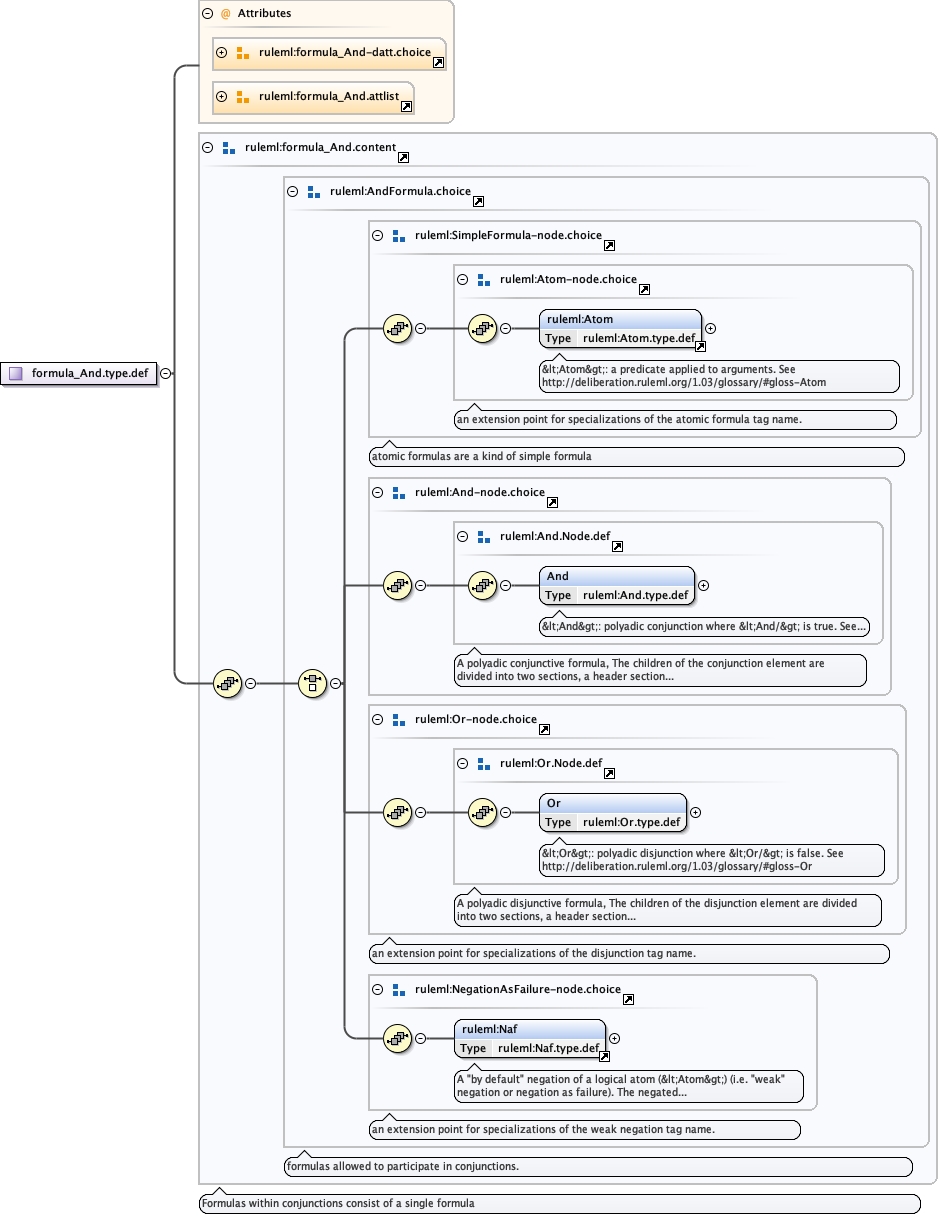 @ Attributes
ruleml:formula_And-datt.choice
ruleml:formula_And.attlist
ruleml:formula_And.content
ruleml:AndFormula.choice
ruleml:SimpleFormula-node.choice
ruleml:Atom-node.choice
ruleml:Atom
Type ruleml:Atom.type.def
formula_And.type.def
&lt;Atom&gt;: a predicate applied to arguments. See
http://deliberation.ruleml.org/1.03/glossary/#gloss-Atom
an extension point for specializations of the atomic formula tag name.
atomic formulas are a kind of simple formula
ruleml:And-node.choice
ruleml:And.Node.def
And
Type ruleml:And.type.def
&lt;And&gt;: polyadic conjunction where &lt;And/&gt; is true. See...
A polyadic conjunctive formula, The children of the conjunction element are
divided into two sections, a header section...
ruleml:Or-node.choice
ruleml:Or.Node.def
Or
Type ruleml:Or.type.def
&lt;Or&gt;: polyadic disjunction where &lt;Or/&gt; is false. See
http://deliberation.ruleml.org/1.03/glossary/#gloss-Or
A polyadic disjunctive formula, The children of the disjunction element are divided
into two sections, a header section...
an extension point for specializations of the disjunction tag name.
ruleml:NegationAsFailure-node.choice
ruleml:Naf
Type ruleml:Naf.type.def
A "by default" negation of a logical atom (&lt;Atom&gt;) (i.e. "weak"
negation or negation as failure). The negated...
an extension point for specializations of the weak negation tag name.
formulas allowed to participate in conjunctions.
Formulas within conjunctions consist of a single formula